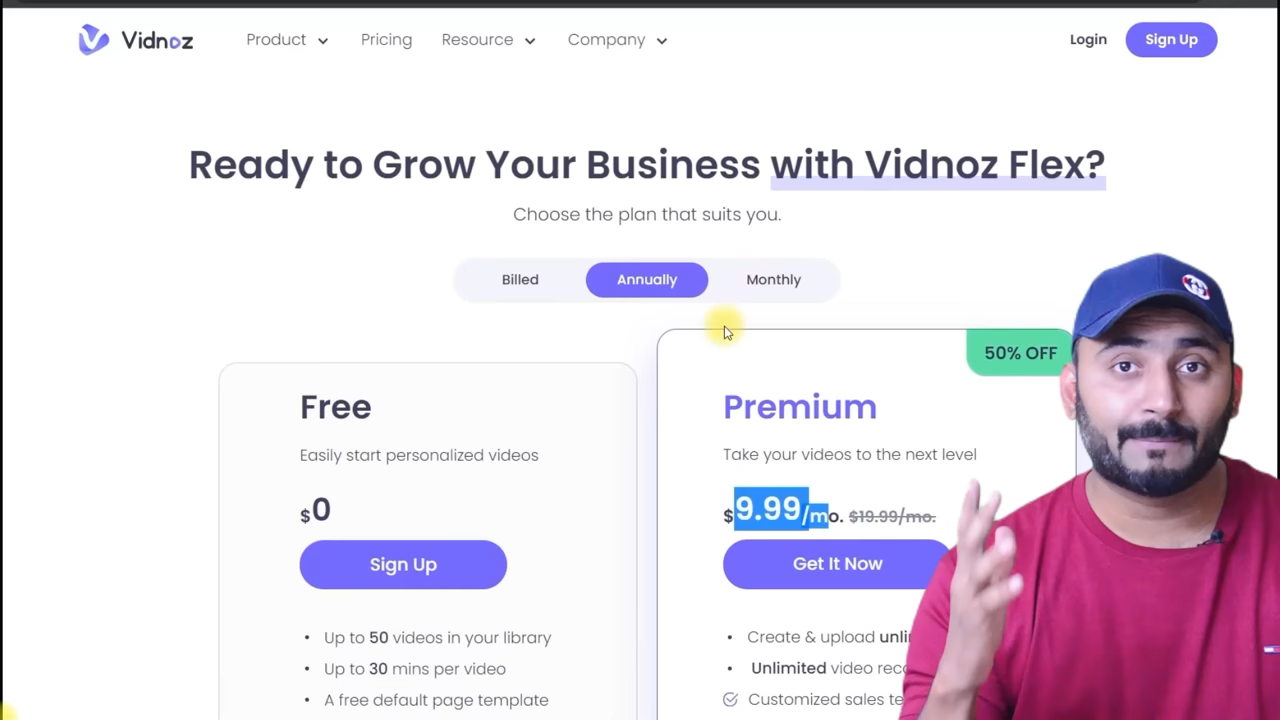 Vidnoz
Product
Pricing
Resource
Company
Login
Sign Up
Ready to Grow Your Business with Vidnoz Flex?
Choose the plan that suits you.
Billed
Annually
Monthly
Free
Easily start personalized videos
$0
Sign Up
Up to 50 videos in your library
Up to 30 mins per video
A free default page template
50% OFF
Premium
Take your videos to the next level
$9.99/mo. $19.99/mo.
Get It Now
Create & upload
Unlimited video
Customized sales